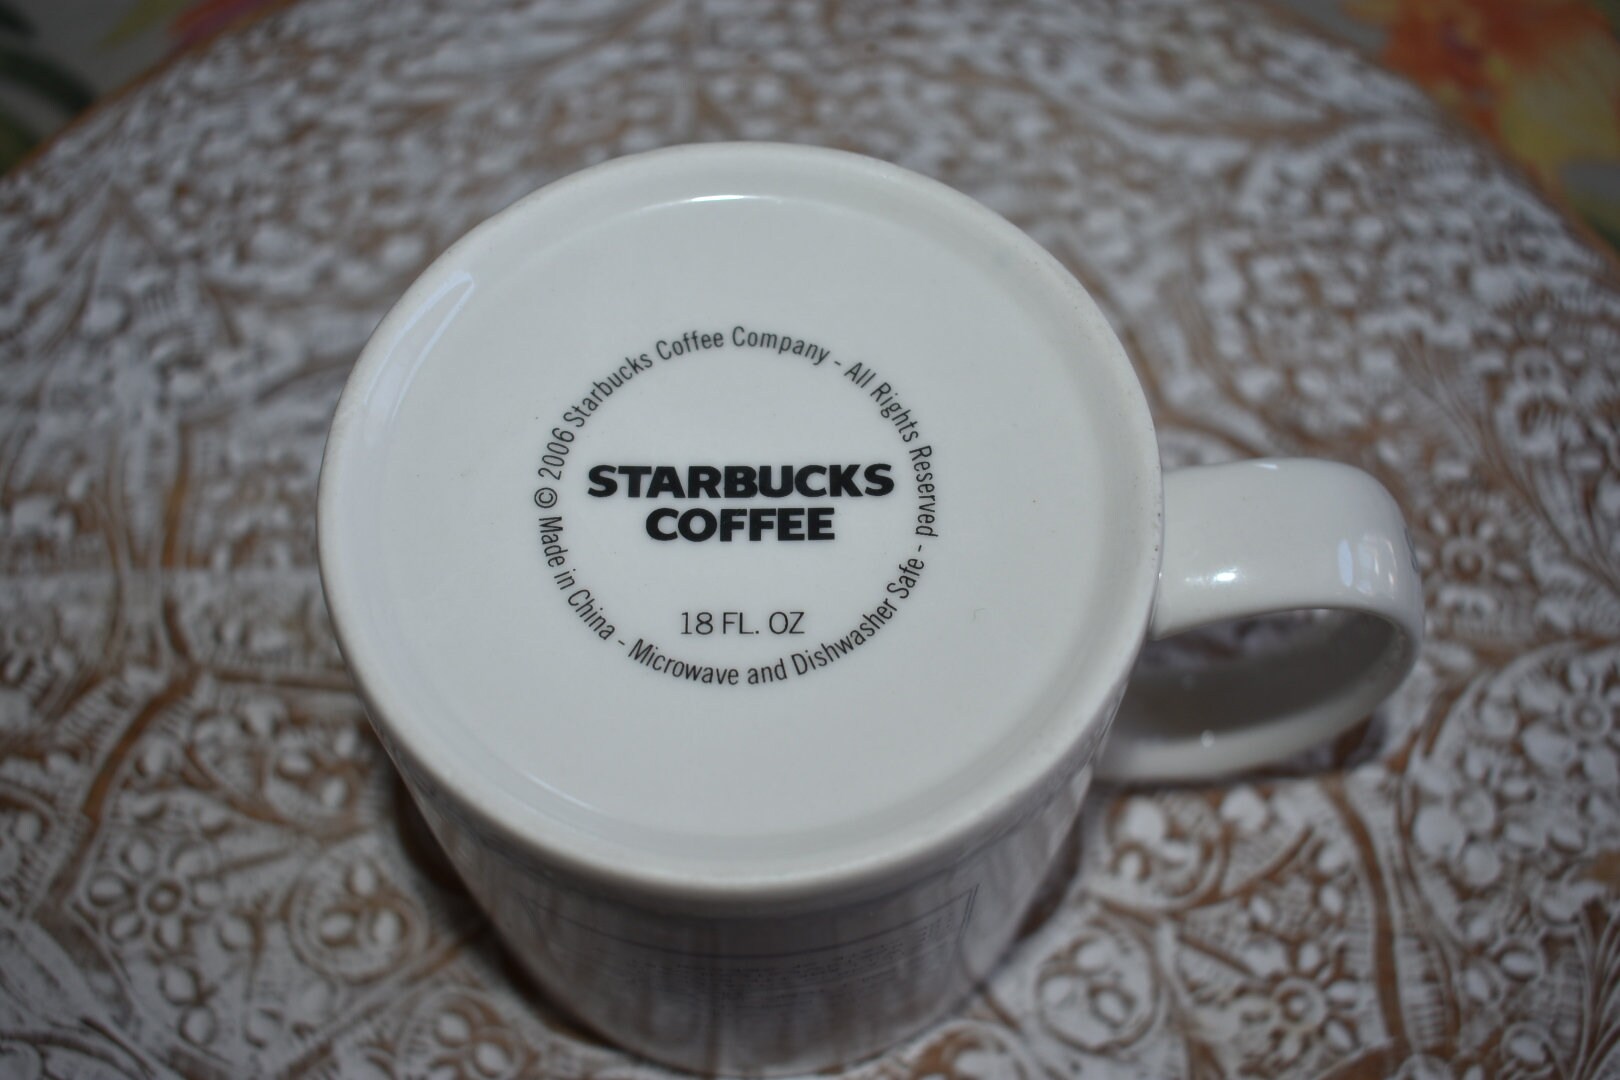 © 2006 Starbucks Coffee Company - All Rights Reserved -
STARBUCKS
COFFEE
18 FL. OZ
Made in China - Microwave and Dishwasher Safe -